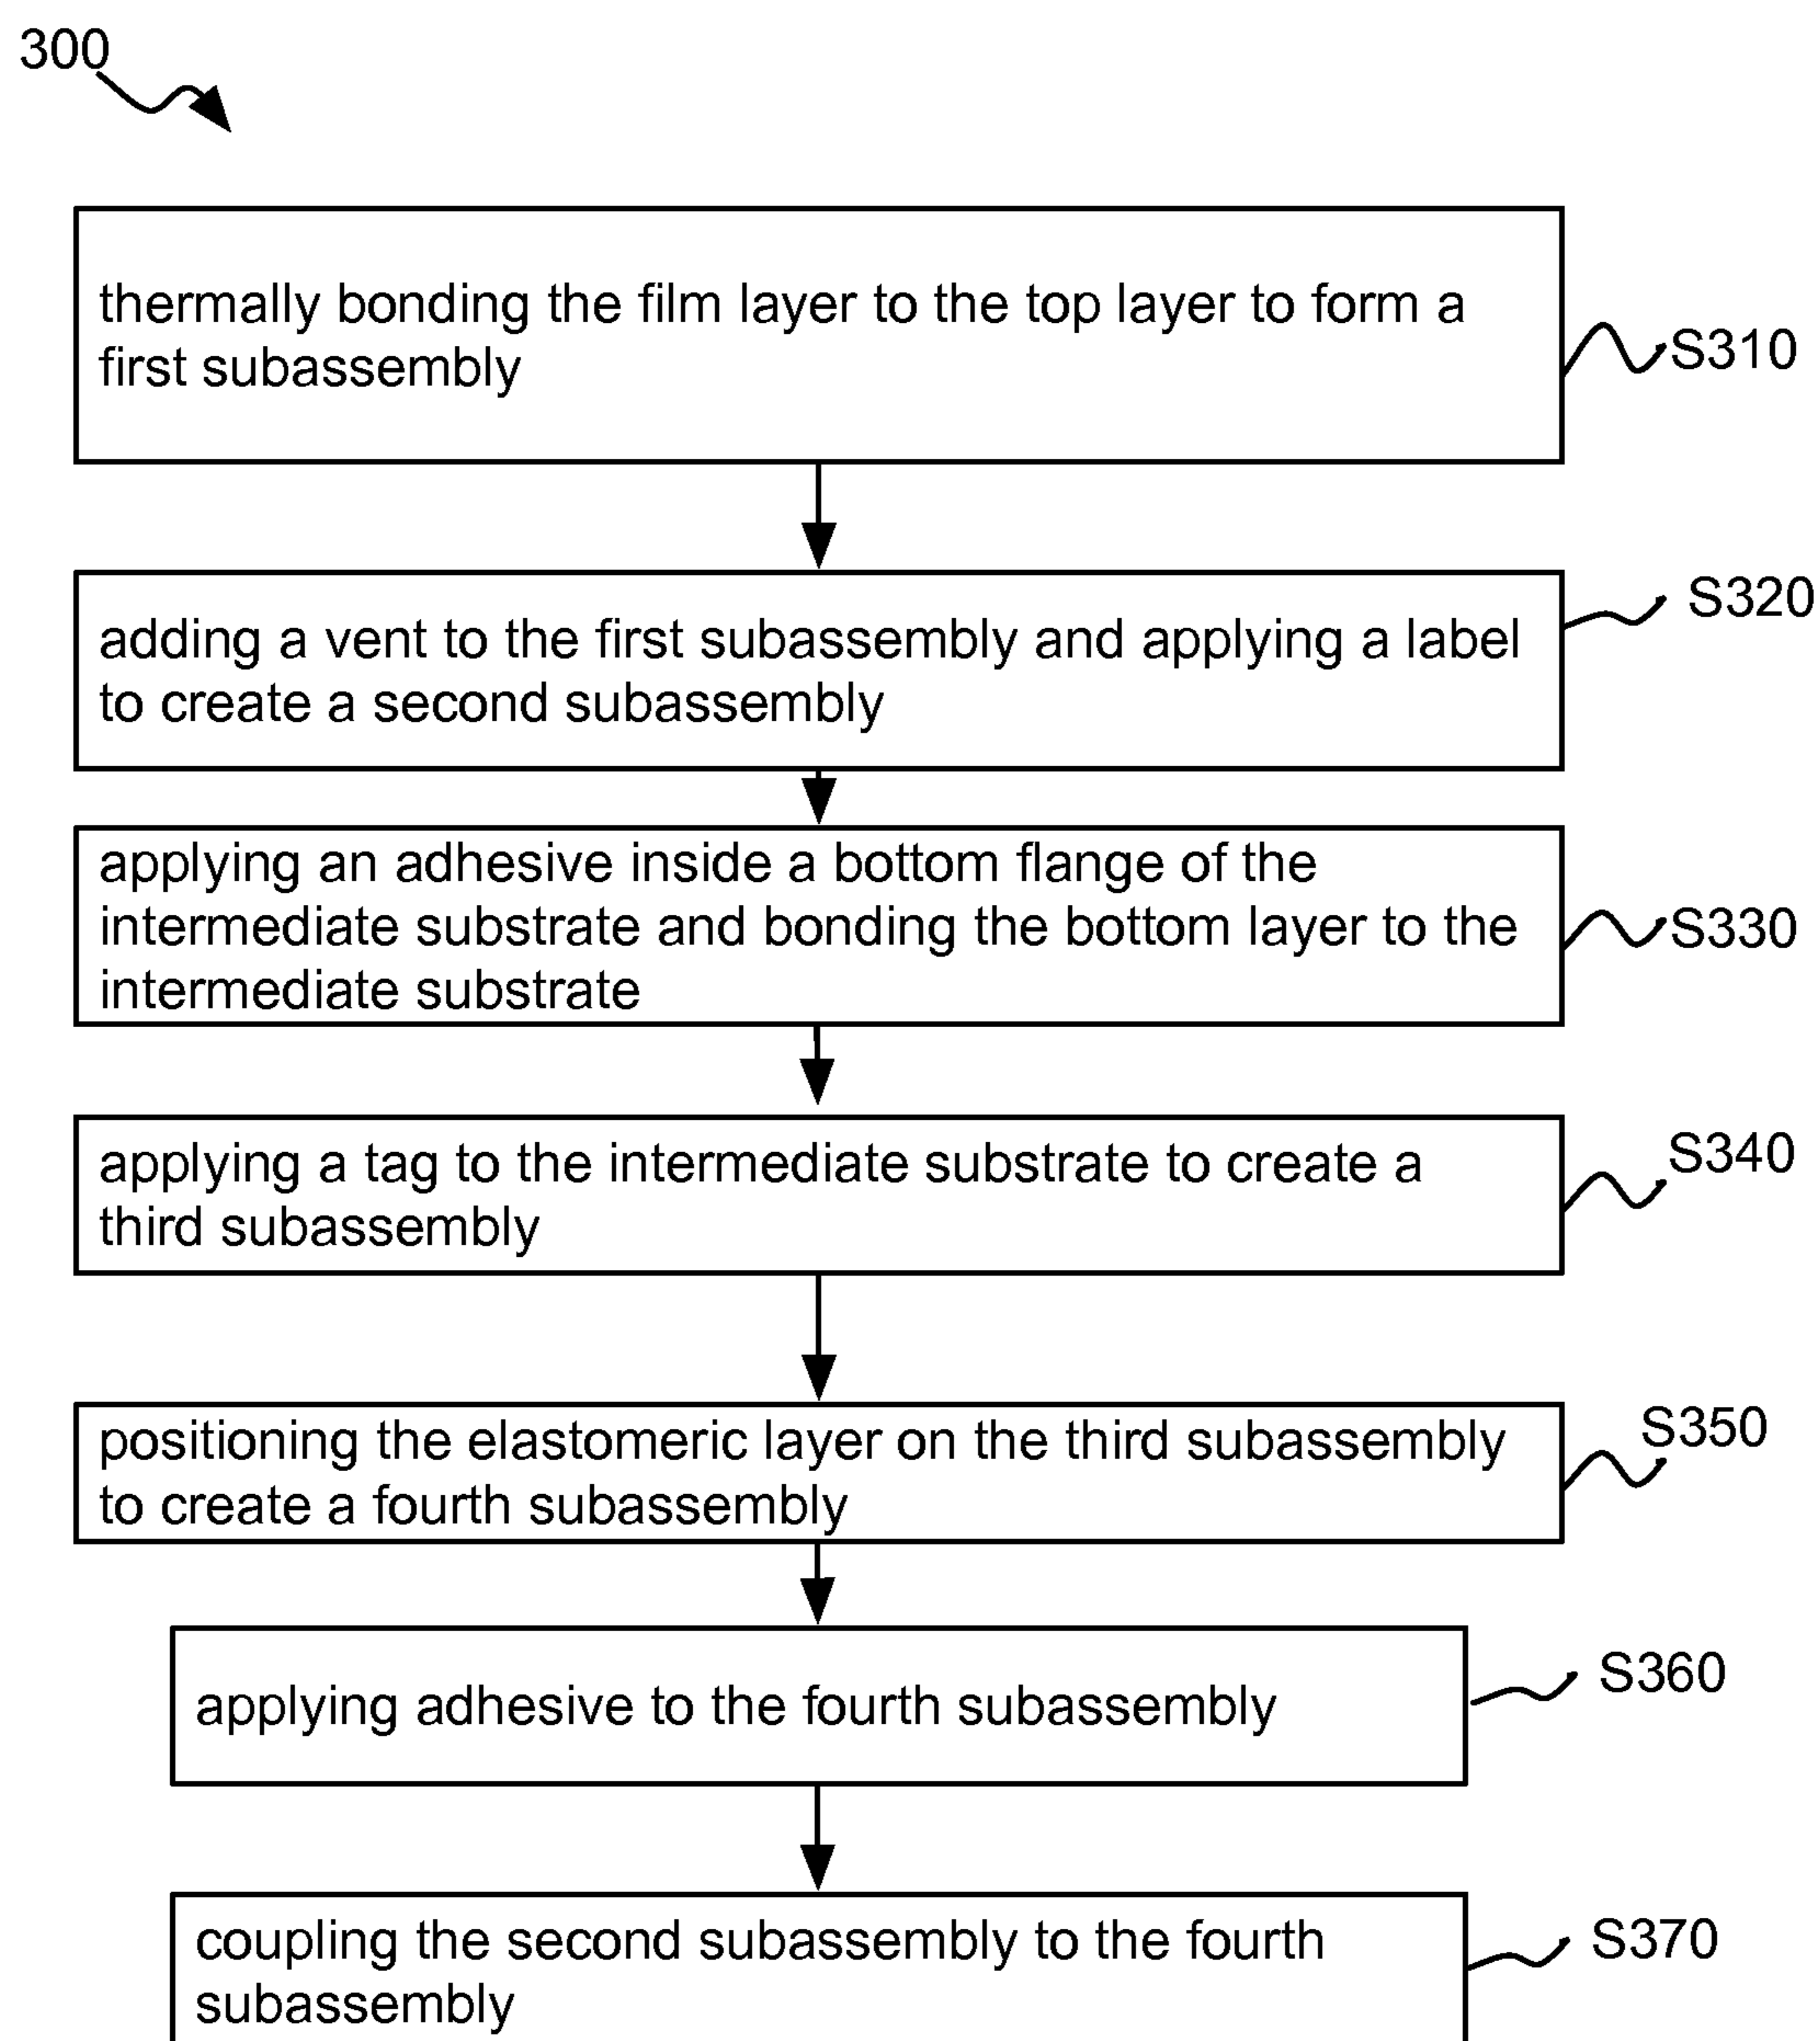 300
thermally bonding the film layer to the top layer to form a
first subassembly
S310
adding a vent to the first subassembly and applying a label
to create a second subassembly
S320
applying an adhesive inside a bottom flange of the
intermediate substrate and bonding the bottom layer to the
intermediate substrate
S330
applying a tag to the intermediate substrate to create a
third subassembly
S340
positioning the elastomeric layer on the third subassembly
to create a fourth subassembly
S350
applying adhesive to the fourth subassembly
S360
coupling the second subassembly to the fourth
subassembly
S370